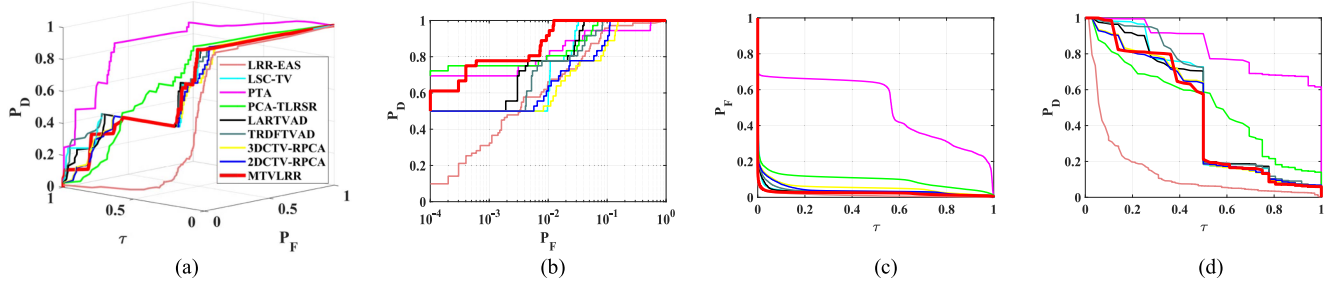 1
0.8
0.6
0.4
0.2
0
P_D
1
0.5
0
τ
0
0.5
1
P_F
LRR-EAS
LSC-TV
PTA
PCA-TLRSR
LARTVAD
TRDFTVAD
3DCTV-RPCA
2DCTV-RPCA
MTVLRR
(a)
1.0
0.8
0.6
0.4
0.2
0.0
P_D
10^-4
10^-3
10^-2
10^-1
10^0
P_F
(b)
1
0.8
0.6
0.4
0.2
0
P_F
0 0.2 0.4 0.6 0.8 1
τ
(c)
1
0.8
0.6
0.4
0.2
0
P_D
0 0.2 0.4 0.6 0.8 1
τ
(d)